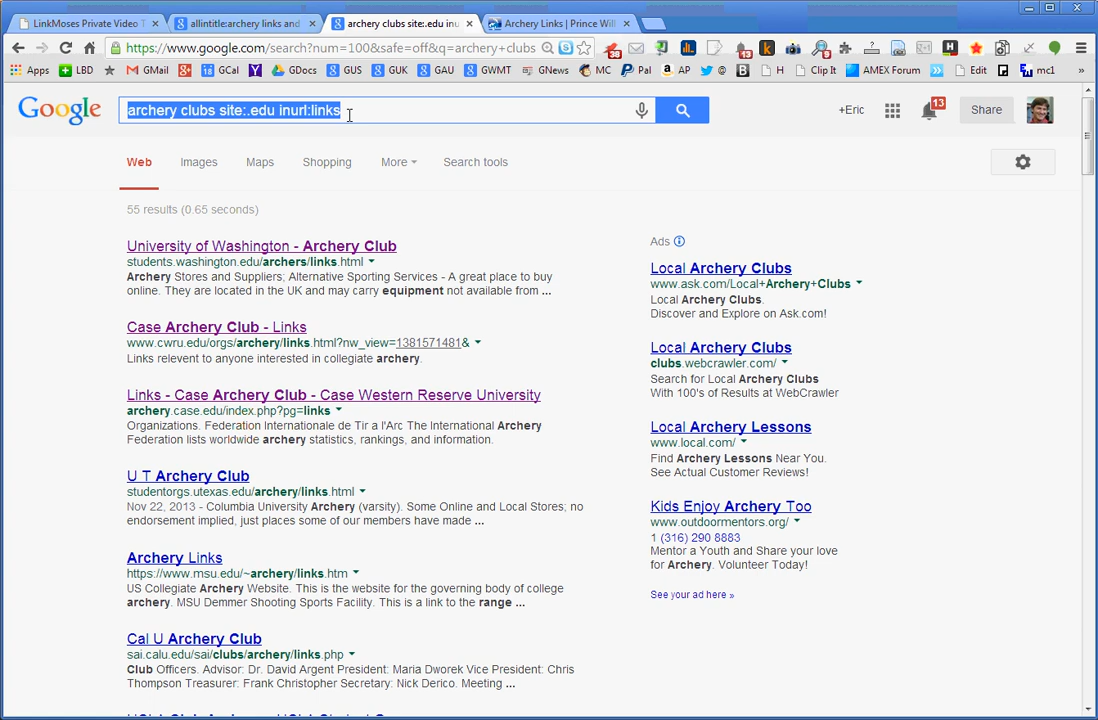 LinkMoses Private Video T
allintitle:archery links and
archery clubs site:.edu inu
Archery Links | Prince Will
https://www.google.com/search?num=100&safe=off&q=archery+clubs
Apps LBD GMail GCal GDocs GUS GUK GAU GWMT GNews MC Pal AP @ H Clip It AMEX Forum Edit mc1 »
Google
archery clubs site:.edu inurl:links
+Eric
13
Share
Web Images Maps Shopping More Search tools
55 results (0.65 seconds)
University of Washington - Archery Club
students.washington.edu/archers/links.html
Archery Stores and Suppliers; Alternative Sporting Services - A great place to buy
online. They are located in the UK and may carry equipment not available from ...
Case Archery Club - Links
www.cwru.edu/orgs/archery/links.html?nw_view=1381571481&
Links relevent to anyone interested in collegiate archery.
Links - Case Archery Club - Case Western Reserve University
archery.case.edu/index.php?pg=links
Organizations. Federation Internationale de Tir a l'Arc The International Archery
Federation lists worldwide archery statistics, rankings, and information.
U T Archery Club
studentorgs.utexas.edu/archery/links.html
Nov 22, 2013 - Columbia University Archery (varsity). Some Online and Local Stores; no
endorsement implied, just places some of our members have made ...
Archery Links
https://www.msu.edu/~archery/links.htm
US Collegiate Archery Website. This is the website for the governing body of college
archery. MSU Demmer Shooting Sports Facility. This is a link to the range ...
Cal U Archery Club
sai.calu.edu/sai/clubs/archery/links.php
Club Officers. Advisor: Dr. David Argent President: Maria Dworek Vice President: Chris
Thompson Treasurer: Frank Christopher Secretary: Nick Derico. Meeting ...
Ads
Local Archery Clubs
www.ask.com/Local+Archery+Clubs
Local Archery Clubs.
Discover and Explore on Ask.com!
Local Archery Clubs
clubs.webcrawler.com/
Search for Local Archery Clubs
With 100's of Results at WebCrawler
Local Archery Lessons
www.local.com/
Find Archery Lessons Near You.
See Actual Customer Reviews!
Kids Enjoy Archery Too
www.outdoormentors.org/
1 (316) 290 8883
Mentor a Youth and Share your love
for Archery. Volunteer Today!
See your ad here »